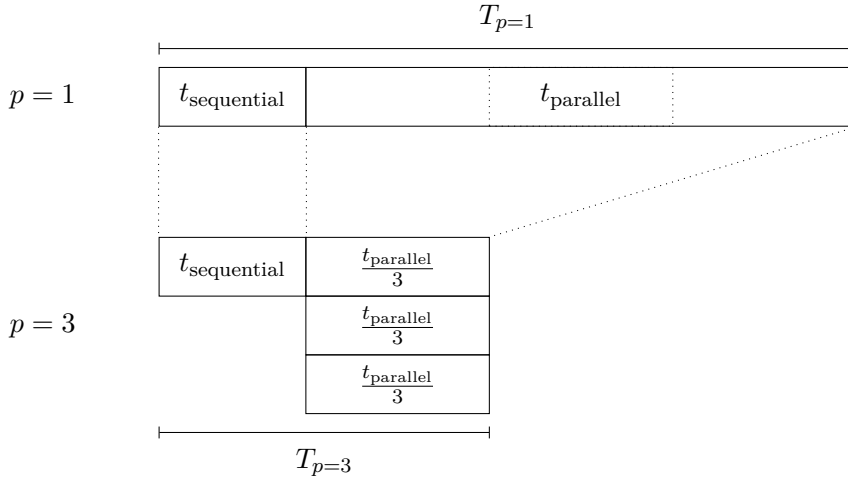 T_{p=1}
p = 1
t_sequential
t_parallel
t_sequential
t_parallel
3
p = 3
t_parallel
3
t_parallel
3
T_{p=3}